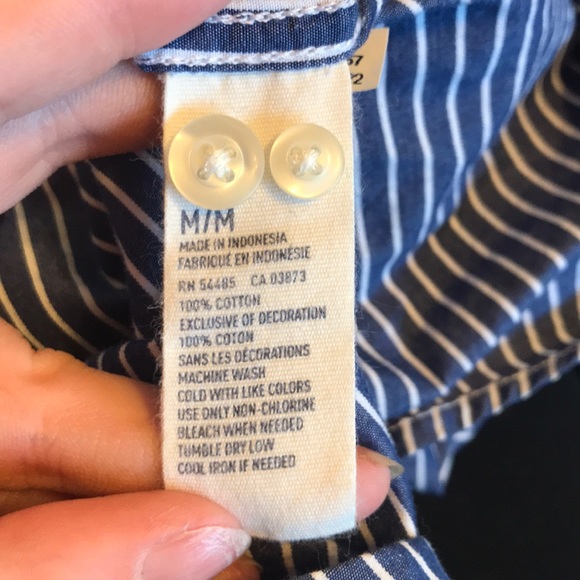 M/M
MADE IN INDONESIA
FABRIQUÉ EN INDONÉSIE
RN 54485 CA 03873
100% COTTON
EXCLUSIVE OF DECORATION
100% COTON
SANS LES DÉCORATIONS
MACHINE WASH
COLD WITH LIKE COLORS
USE ONLY NON-CHLORINE
BLEACH WHEN NEEDED
TUMBLE DRY LOW
COOL IRON IF NEEDED